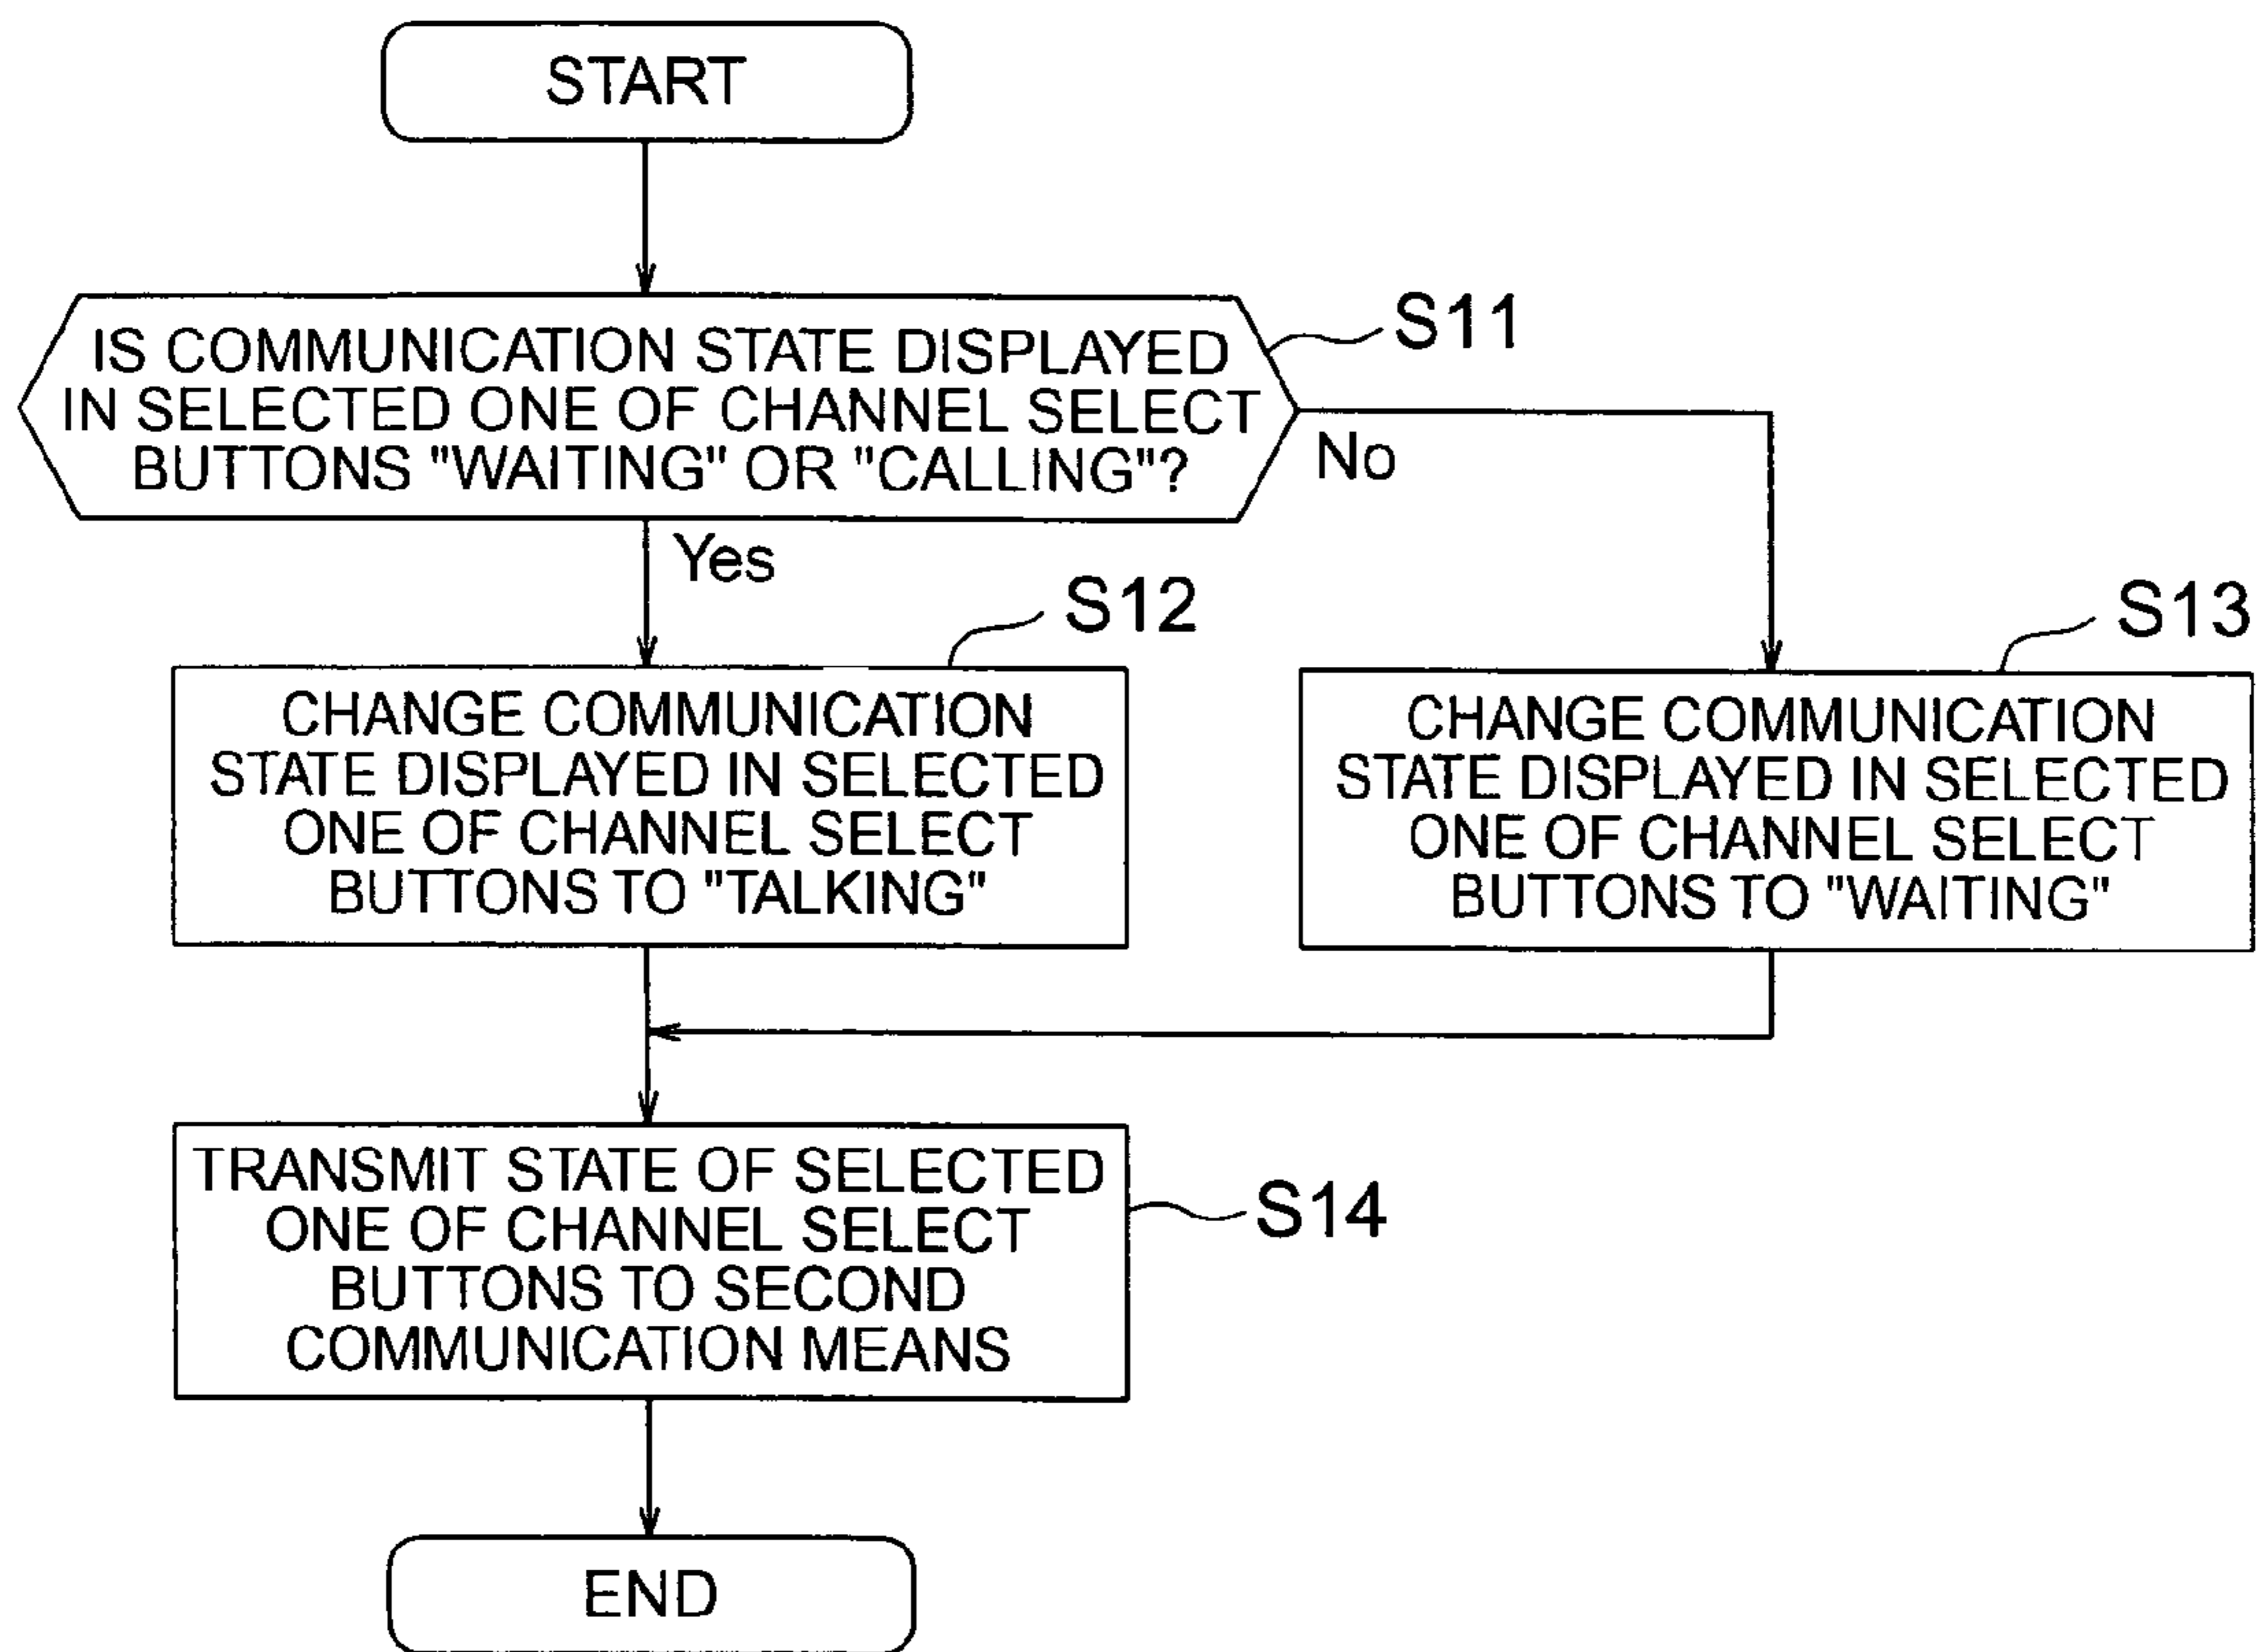 START
IS COMMUNICATION STATE DISPLAYED
IN SELECTED ONE OF CHANNEL SELECT
BUTTONS "WAITING" OR "CALLING"?
S11
No
Yes
S12
CHANGE COMMUNICATION
STATE DISPLAYED IN SELECTED
ONE OF CHANNEL SELECT
BUTTONS TO "TALKING"
S13
CHANGE COMMUNICATION
STATE DISPLAYED IN SELECTED
ONE OF CHANNEL SELECT
BUTTONS TO "WAITING"
TRANSMIT STATE OF SELECTED
ONE OF CHANNEL SELECT
BUTTONS TO SECOND
COMMUNICATION MEANS
S14
END